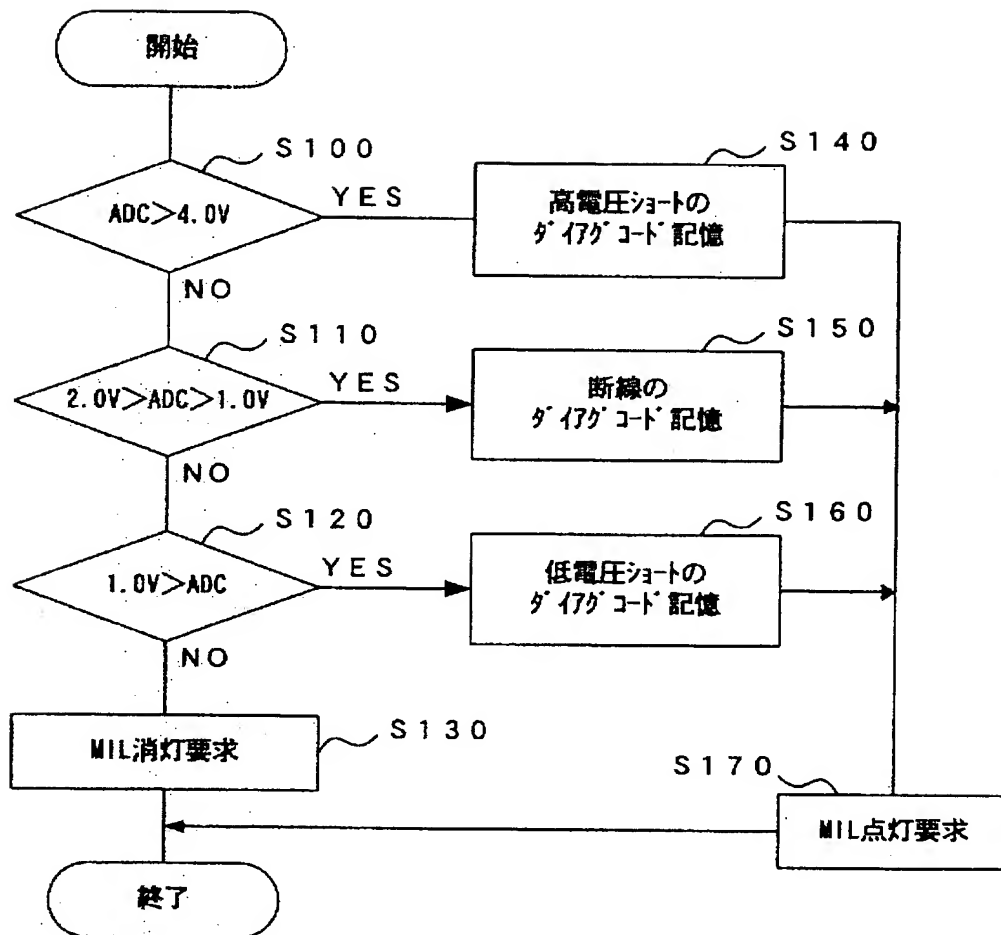 開始
S100
ADC>4.0V
YES
S140
高電圧ショートの
ダイアグコード記憶
NO
S110
2.0V>ADC>1.0V
YES
S150
断線の
ダイアグコード記憶
NO
S120
1.0V>ADC
YES
S160
低電圧ショートの
ダイアグコード記憶
NO
MIL消灯要求
S130
S170
MIL点灯要求
終了